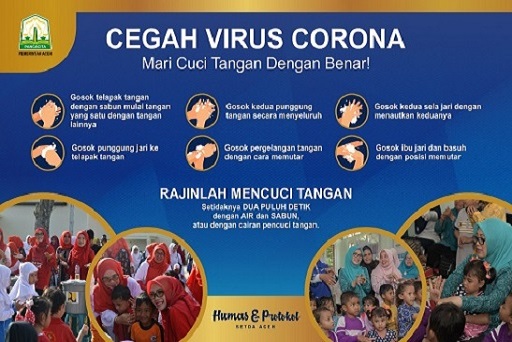 PANCACITA
PEMERINTAH ACEH
CEGAH VIRUS CORONA
Mari Cuci Tangan Dengan Benar!
Gosok telapak tangan
dengan sabun mulai tangan
yang satu dengan tangan
lainnya
Gosok kedua punggung
tangan secara menyeluruh
Gosok kedua sela jari dengan
menautkan keduanya
Gosok punggung jari ke
telapak tangan
Gosok pergelangan tangan
dengan cara memutar
Gosok ibu jari dan basuh
dengan posisi memutar
RAJINLAH MENCUCI TANGAN
Setidaknya DUA PULUH DETIK
dengan AIR dan SABUN,
atau dengan cairan pencuci tangan.
Humas & Protokol
SETDA ACEH